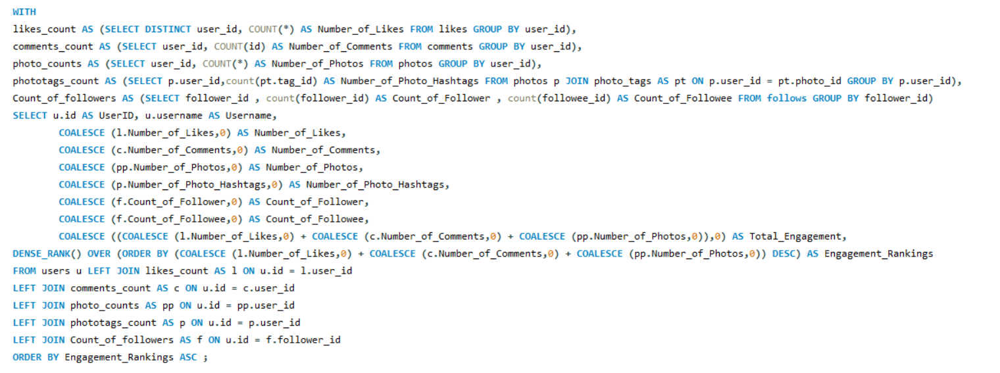 WITH
likes_count AS (SELECT DISTINCT user_id, COUNT(*) AS Number_of_Likes FROM likes GROUP BY user_id),
comments_count AS (SELECT user_id, COUNT(id) AS Number_of_Comments FROM comments GROUP BY user_id),
photo_counts AS (SELECT user_id, COUNT(*) AS Number_of_Photos FROM photos GROUP BY user_id),
phototags_count AS (SELECT p.user_id,count(pt.tag_id) AS Number_of_Photo_Hashtags FROM photos p JOIN photo_tags AS pt ON p.user_id = pt.photo_id GROUP BY p.user_id),
Count_of_followers AS (SELECT follower_id , count(follower_id) AS Count_of_Follower , count(followee_id) AS Count_of_Followee FROM follows GROUP BY follower_id)
SELECT u.id AS UserID, u.username AS Username,
COALESCE (l.Number_of_Likes,0) AS Number_of_Likes,
COALESCE (c.Number_of_Comments,0) AS Number_of_Comments,
COALESCE (pp.Number_of_Photos,0) AS Number_of_Photos,
COALESCE (p.Number_of_Photo_Hashtags,0) AS Number_of_Photo_Hashtags,
COALESCE (f.Count_of_Follower,0) AS Count_of_Follower,
COALESCE (f.Count_of_Followee,0) AS Count_of_Followee,
COALESCE ((COALESCE (l.Number_of_Likes,0) + COALESCE (c.Number_of_Comments,0) + COALESCE (pp.Number_of_Photos,0)),0) AS Total_Engagement,
DENSE_RANK() OVER (ORDER BY (COALESCE (l.Number_of_Likes,0) + COALESCE (c.Number_of_Comments,0) + COALESCE (pp.Number_of_Photos,0)) DESC) AS Engagement_Rankings
FROM users u LEFT JOIN likes_count AS l ON u.id = l.user_id
LEFT JOIN comments_count AS c ON u.id = c.user_id
LEFT JOIN photo_counts AS pp ON u.id = pp.user_id
LEFT JOIN phototags_count AS p ON u.id = p.user_id
LEFT JOIN Count_of_followers AS f ON u.id = f.follower_id
ORDER BY Engagement_Rankings ASC ;